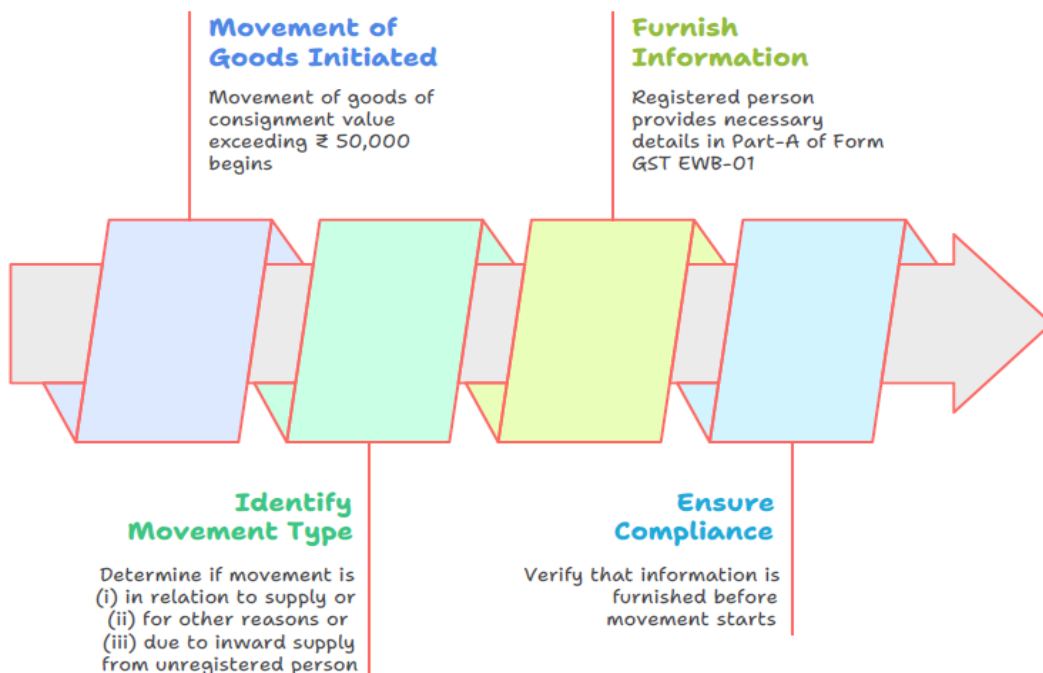 Movement of
Goods Initiated
Movement of goods of
consignment value
exceeding ₹ 50,000
begins
Identify
Movement Type
Determine if movement is
(i) in relation to supply or
(ii) for other reasons or
(iii) due to inward supply
from unregistered person
Furnish
Information
Registered person
provides necessary
details in Part-A of Form
GST EWB-01
Ensure
Compliance
Verify that information is
furnished before
movement starts